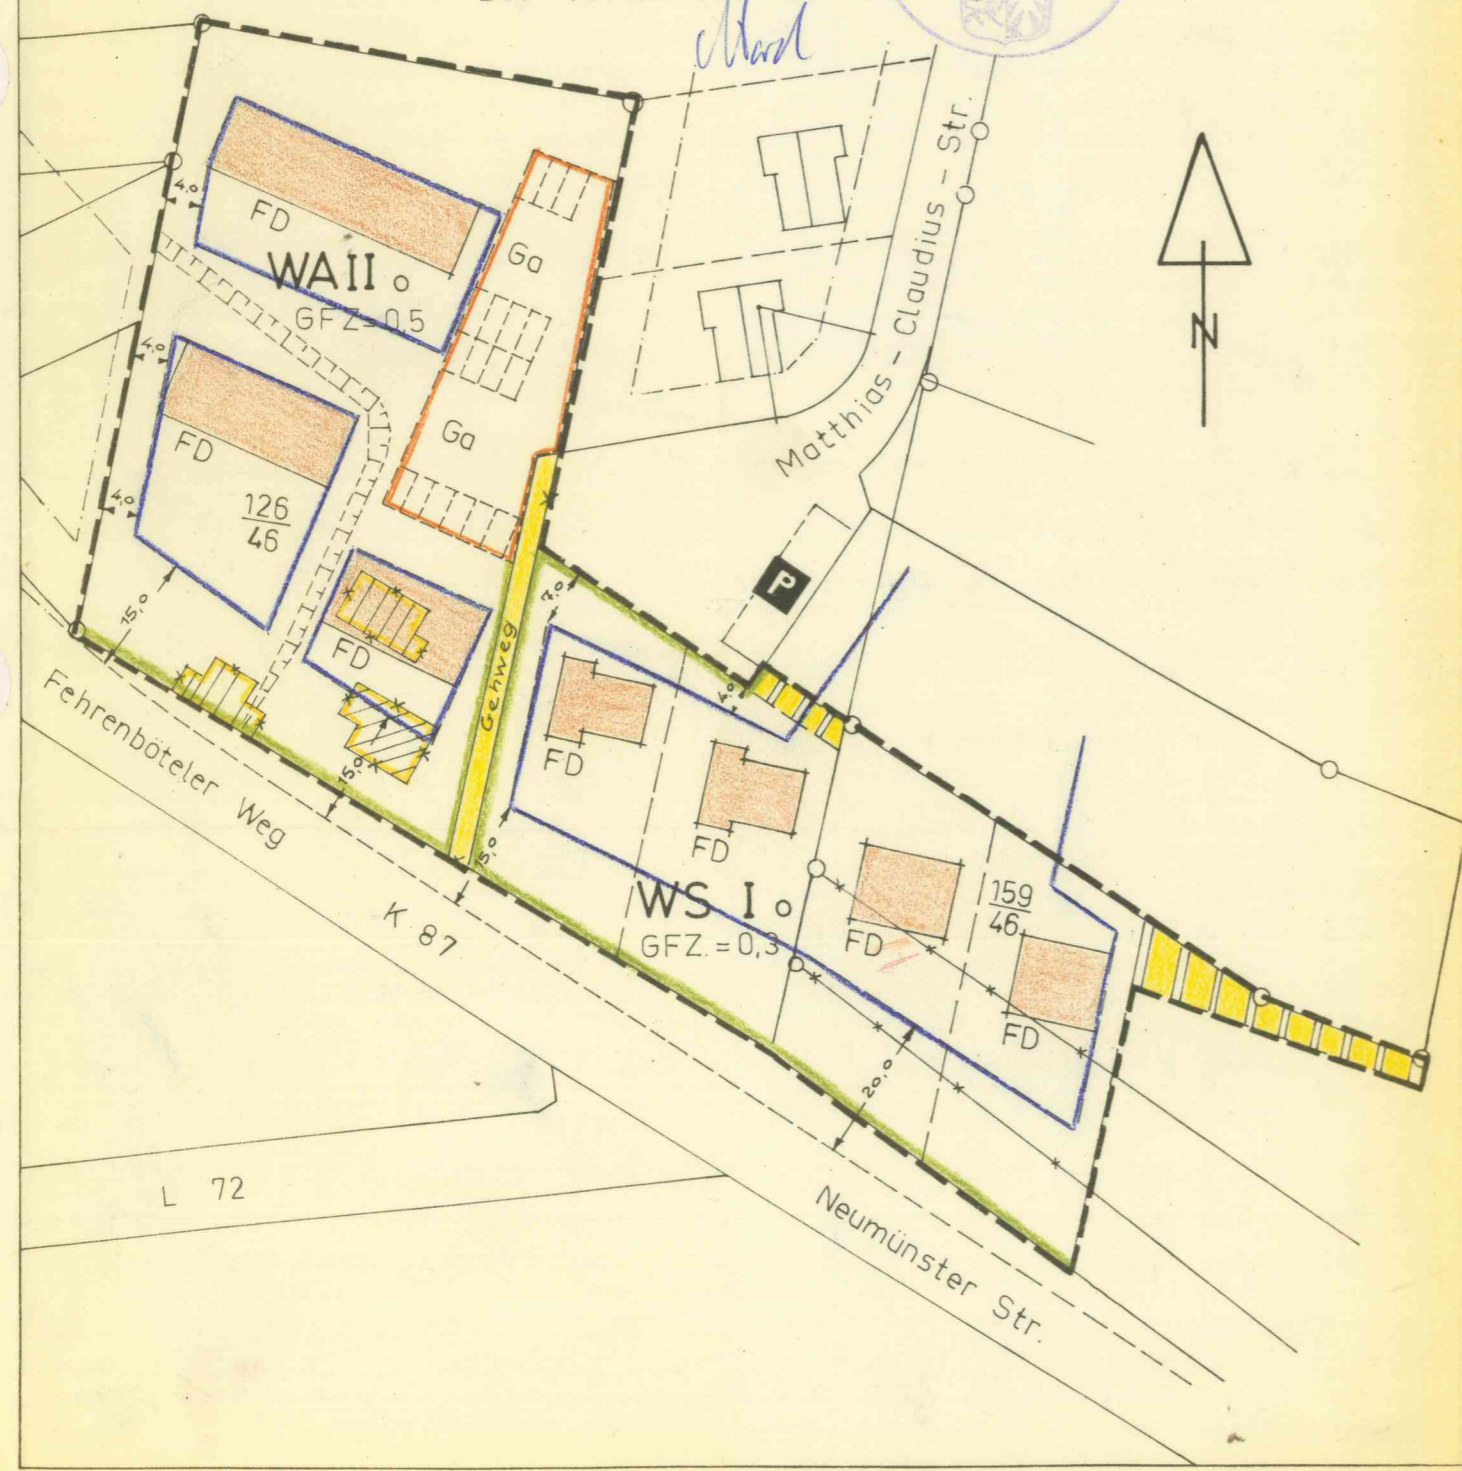 Matthias - Claudius - Str.
4.0
FD
WA II o
GFZ=0,5
Ga
N
4.0
FD
Ga
4.0
126
46
P
15,0
FD
Gehweg
7.0
4.0
FD
Fehrenböteler Weg
15,0
15,0
FD
K 87
WS I o
GFZ.=0,3
159
46
FD
FD
20,0
L 72
Neumünster Str.